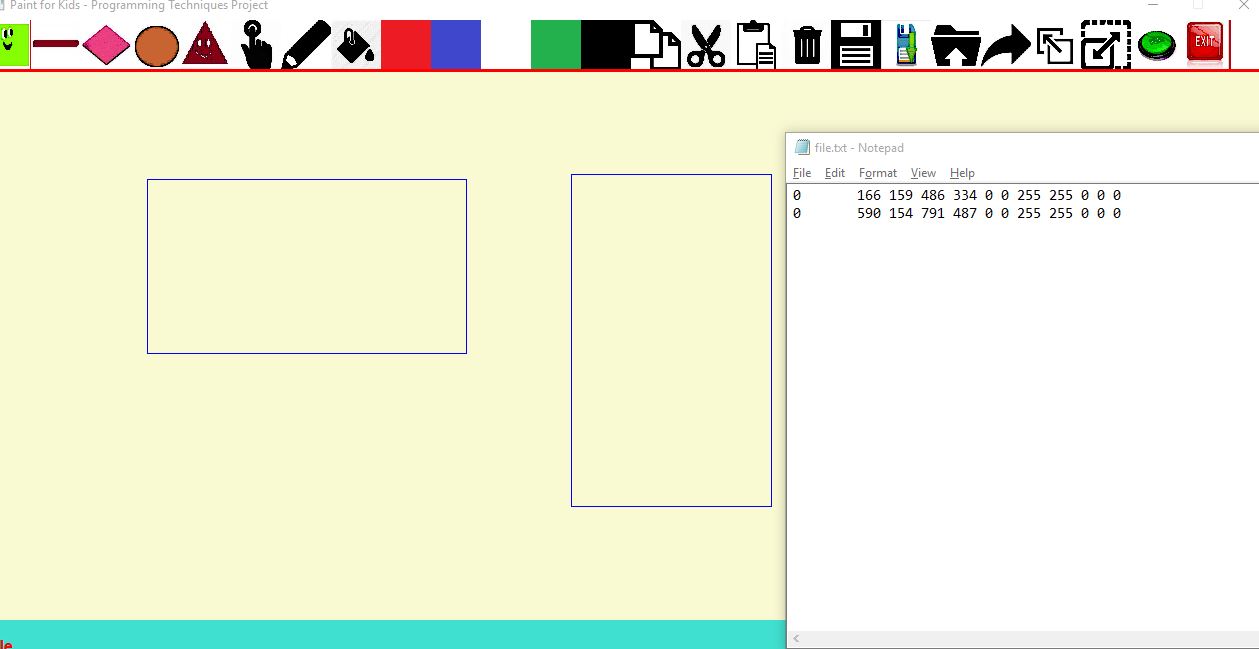 Paint for Kids - Programming Techniques Project
EXIT
file.txt - Notepad
File Edit Format View Help
0 166 159 486 334 0 0 255 255 0 0 0
0 590 154 791 487 0 0 255 255 0 0 0
le